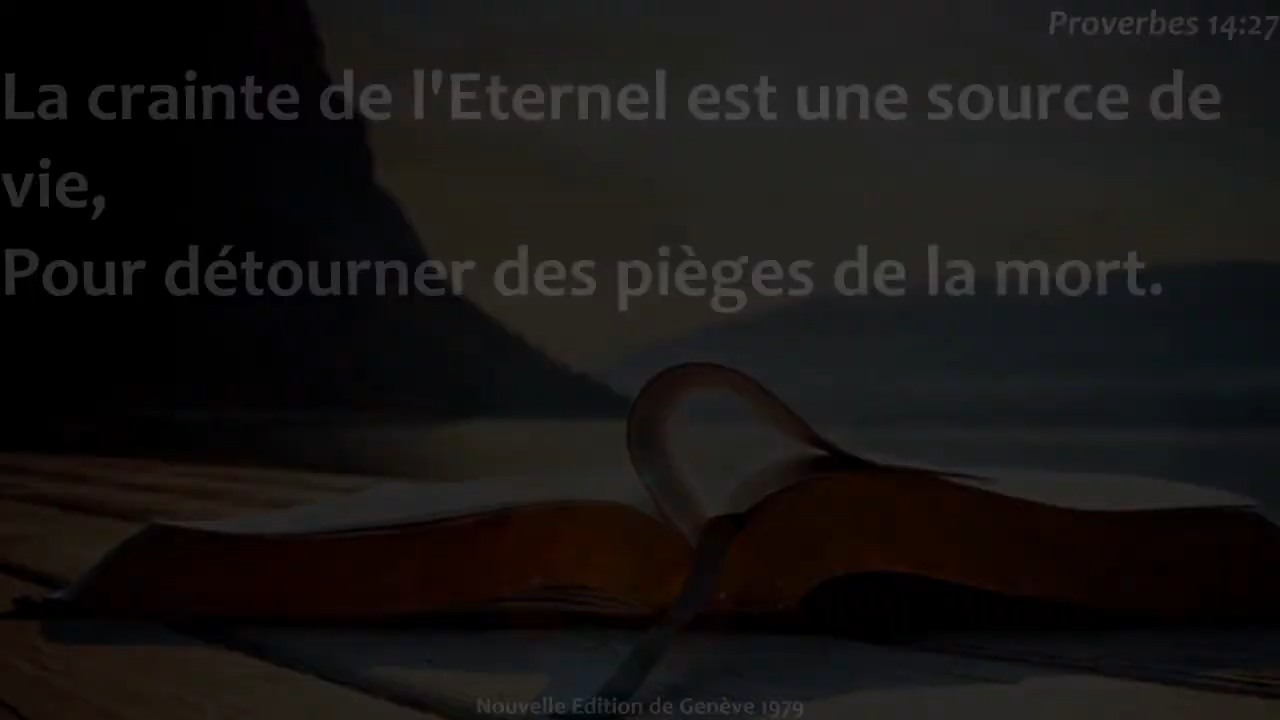 Proverbes 14:27
La crainte de l'Eternel est une source de
vie,
Pour détourner des pièges de la mort.
Nouvelle Edition de Genève 1979